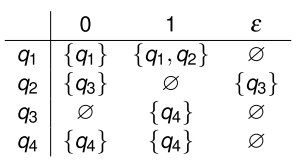 0 1 ε
q₁ {q₁} {q₁, q₂} ∅
q₂ {q₃} ∅ {q₃}
q₃ ∅ {q₄} ∅
q₄ {q₄} {q₄} ∅